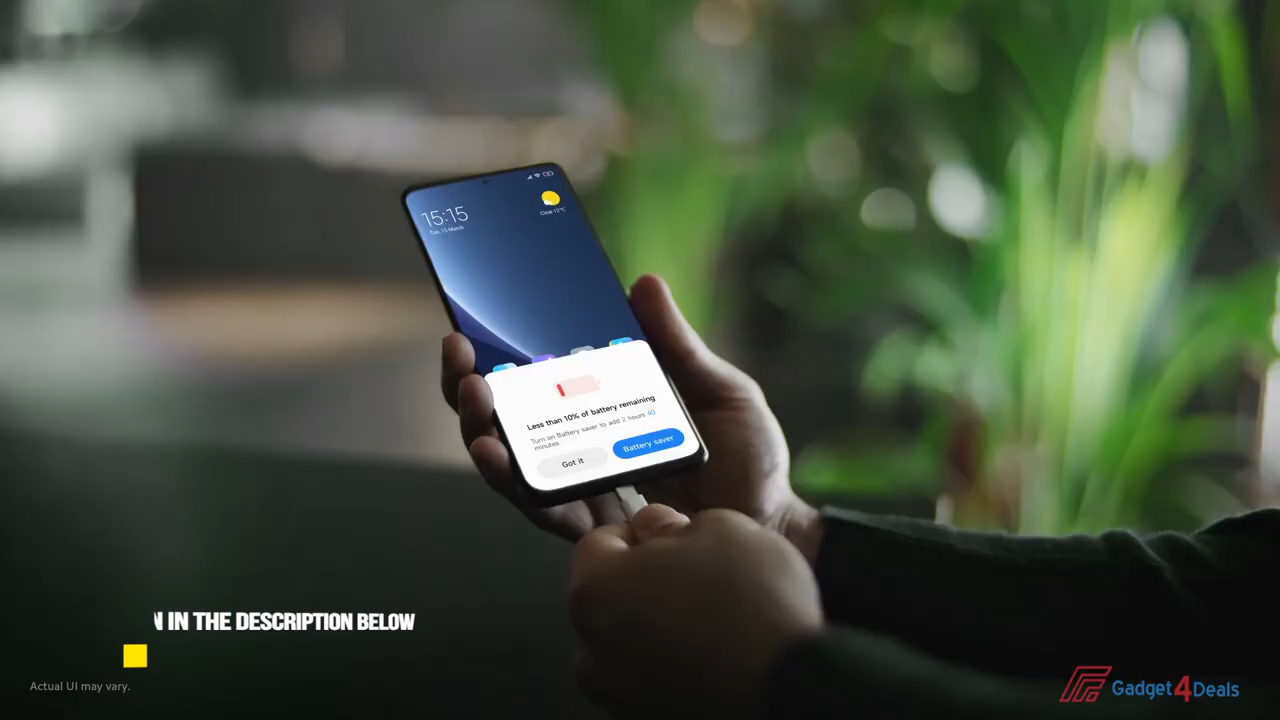 15:15
Tue, 15 March
Clear 12°C
Less than 10% of battery remaining
Turn on Battery saver to add 2 hours 40
minutes.
Got it
Battery saver
IN THE DESCRIPTION BELOW
Actual UI may vary.
Gadget4Deals